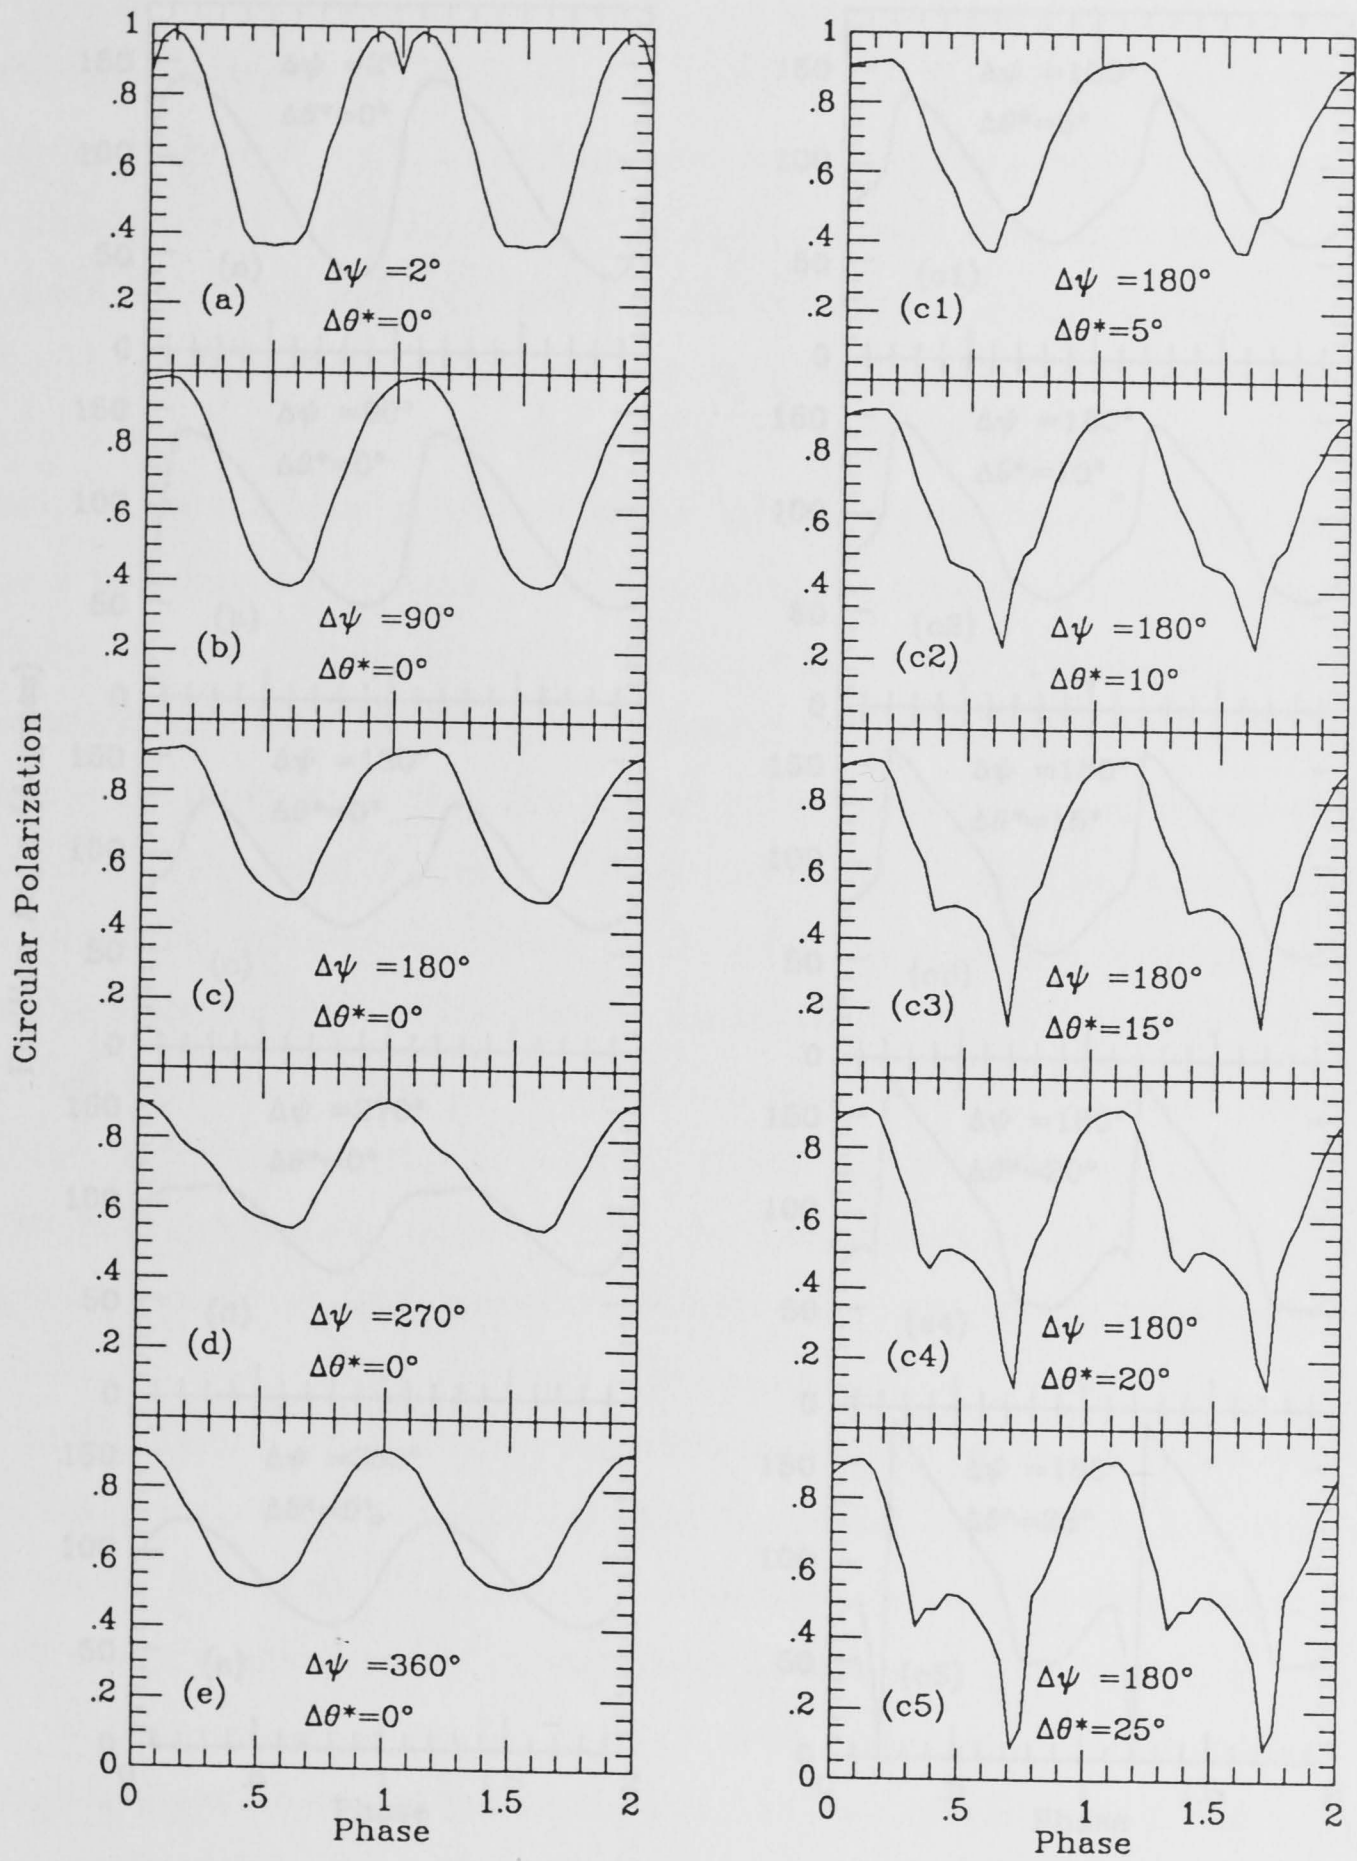 Circular Polarization
1
.8
.6
.4
.2
(a)
Δψ =2°
Δθ*=0°
.8
.6
.4
.2
(b)
Δψ =90°
Δθ*=0°
.8
.6
.4
.2
(c)
Δψ =180°
Δθ*=0°
.8
.6
.4
.2
(d)
Δψ =270°
Δθ*=0°
.8
.6
.4
.2
0
(e)
Δψ =360°
Δθ*=0°
0 .5 1 1.5 2
Phase
1
.8
.6
.4
.2
(c1)
Δψ =180°
Δθ*=5°
.8
.6
.4
.2
(c2)
Δψ =180°
Δθ*=10°
.8
.6
.4
.2
(c3)
Δψ =180°
Δθ*=15°
.8
.6
.4
.2
(c4)
Δψ =180°
Δθ*=20°
.8
.6
.4
.2
0
(c5)
Δψ =180°
Δθ*=25°
0 .5 1 1.5 2
Phase